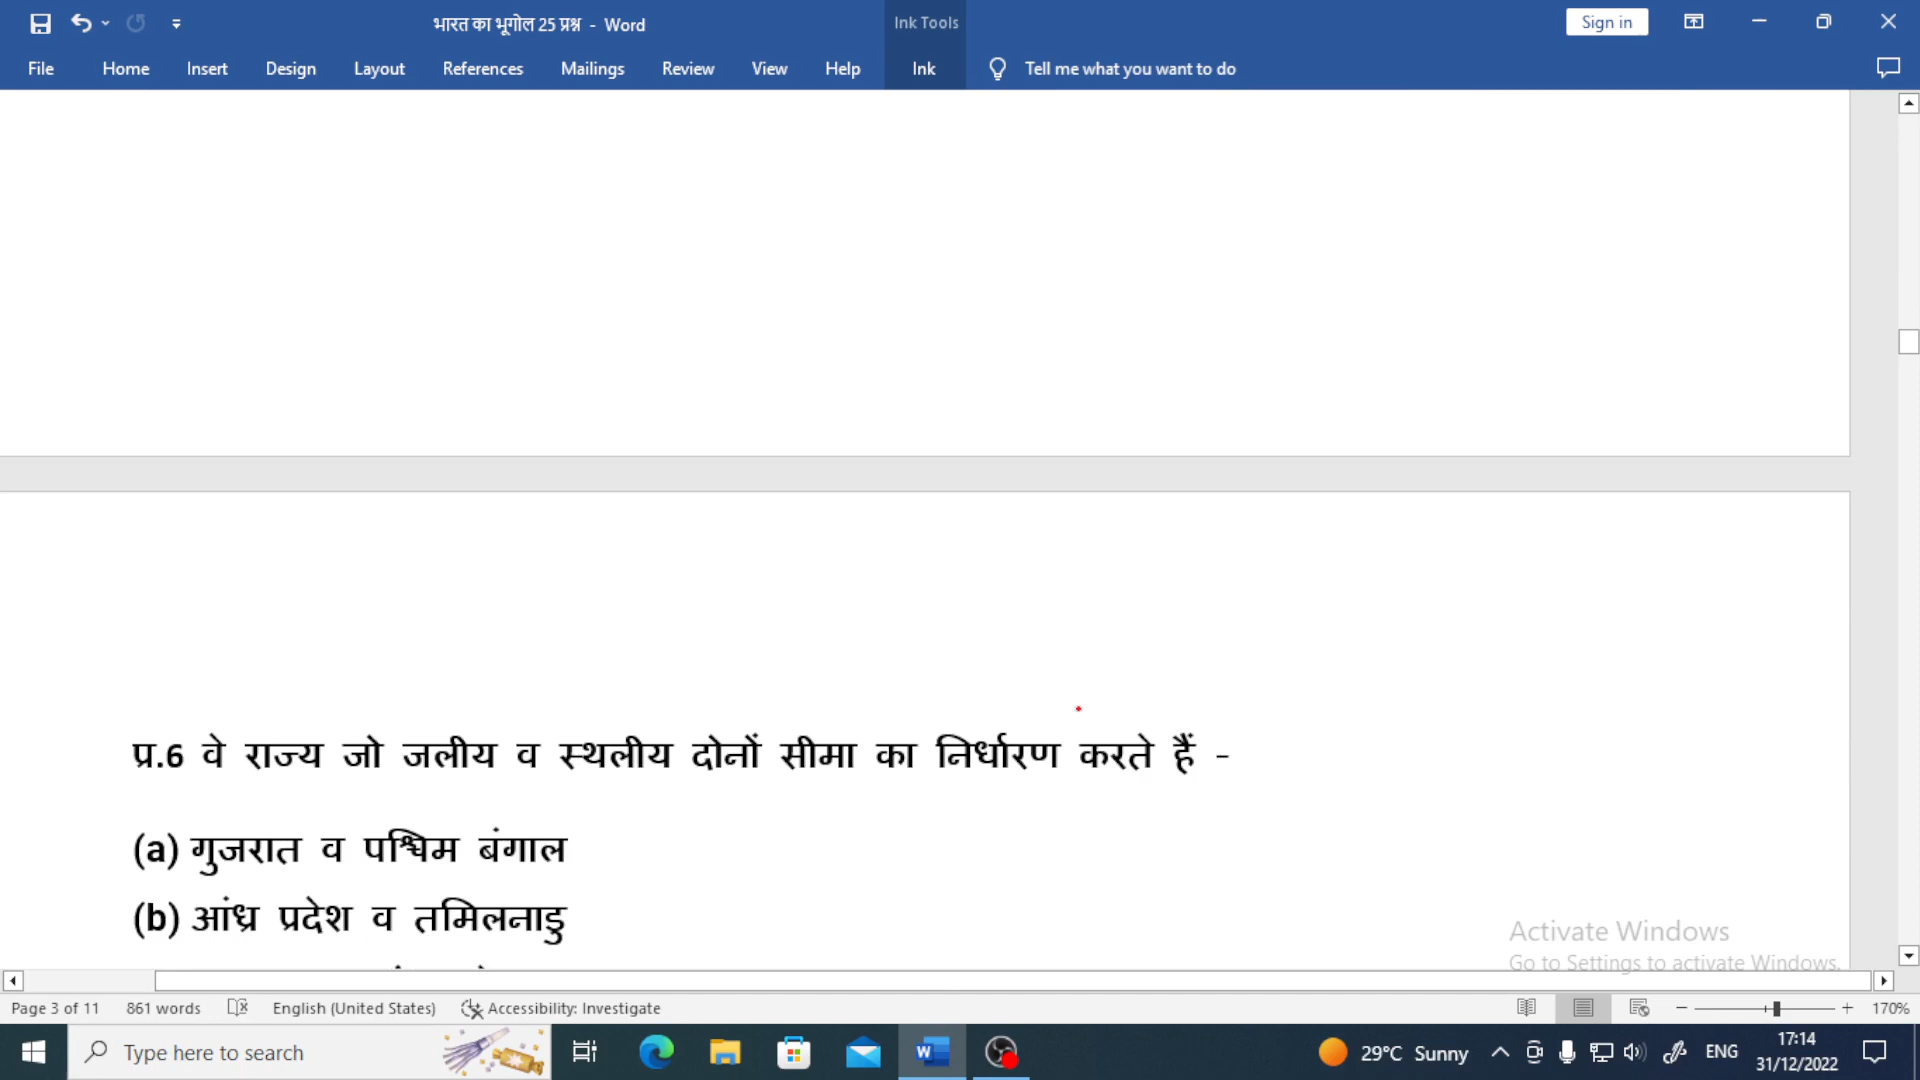 भारत का भूगोल 25 प्रश्न - Word
Ink Tools
Sign in
File Home Insert Design Layout References Mailings Review View Help Ink Tell me what you want to do
प्र.6 वे राज्य जो जलीय व स्थलीय दोनों सीमा का निर्धारण करते हैं -
(a) गुजरात व पश्चिम बंगाल
(b) आंध्र प्रदेश व तमिलनाडु
Activate Windows
Go to Settings to activate Windows.
Page 3 of 11 861 words English (United States) Accessibility: Investigate 170%
Type here to search
29°C Sunny
ENG
17:14
31/12/2022